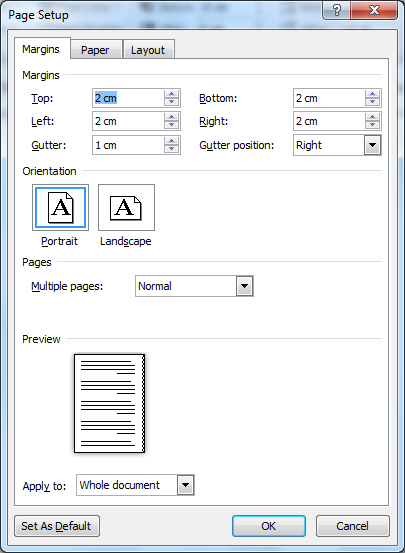 Page Setup
Margins Paper Layout
Margins
Top: 2 cm Bottom: 2 cm
Left: 2 cm Right: 2 cm
Gutter: 1 cm Gutter position: Right
Orientation
A A
Portrait Landscape
Pages
Multiple pages: Normal
Preview
Apply to: Whole document
Set As Default OK Cancel